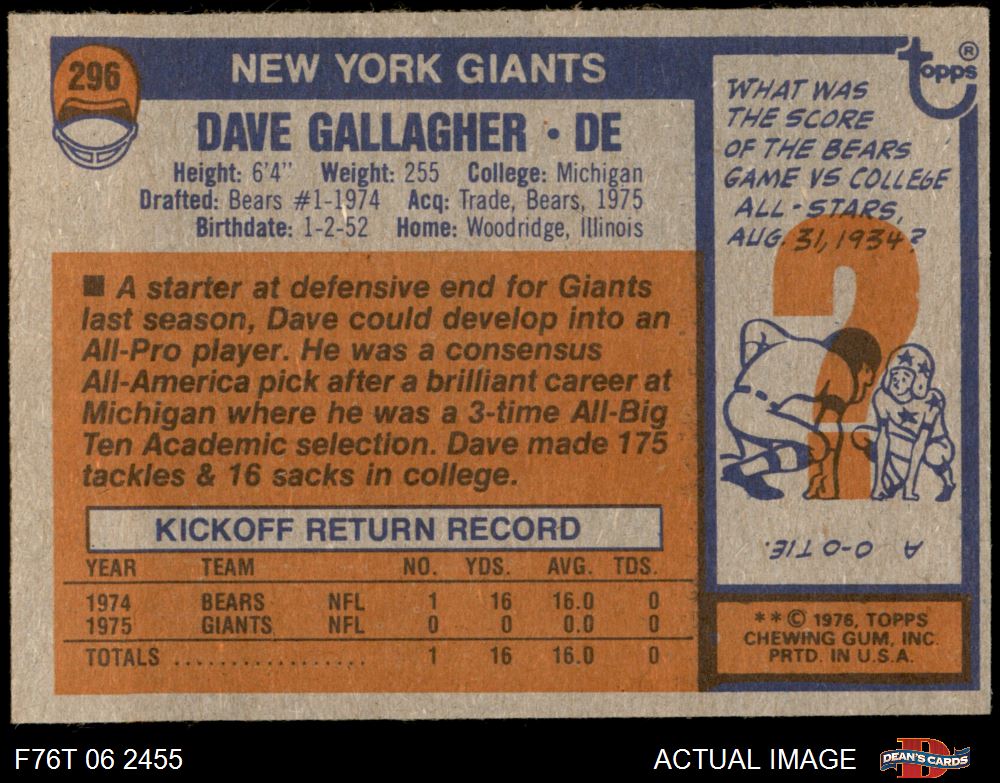 296
NEW YORK GIANTS
DAVE GALLAGHER • DE
Height: 6'4" Weight: 255 College: Michigan
Drafted: Bears #1-1974 Acq: Trade, Bears, 1975
Birthdate: 1-2-52 Home: Woodridge, Illinois
■ A starter at defensive end for Giants
last season, Dave could develop into an
All-Pro player. He was a consensus
All-America pick after a brilliant career at
Michigan where he was a 3-time All-Big
Ten Academic selection. Dave made 175
tackles & 16 sacks in college.
KICKOFF RETURN RECORD
YEAR TEAM NO. YDS. AVG. TDS.
1974 BEARS NFL 1 16 16.0 0
1975 GIANTS NFL 0 0 0.0 0
TOTALS .................. 1 16 16.0 0
Topps ®
WHAT WAS
THE SCORE
OF THE BEARS
GAME VS COLLEGE
ALL-STARS,
AUG. 31, 1934?
?
A 0-0 TIE.
** © 1976, TOPPS
CHEWING GUM, INC.
PRTD. IN U.S.A.
F76T 06 2455
ACTUAL IMAGE
D
DEAN'S CARDS